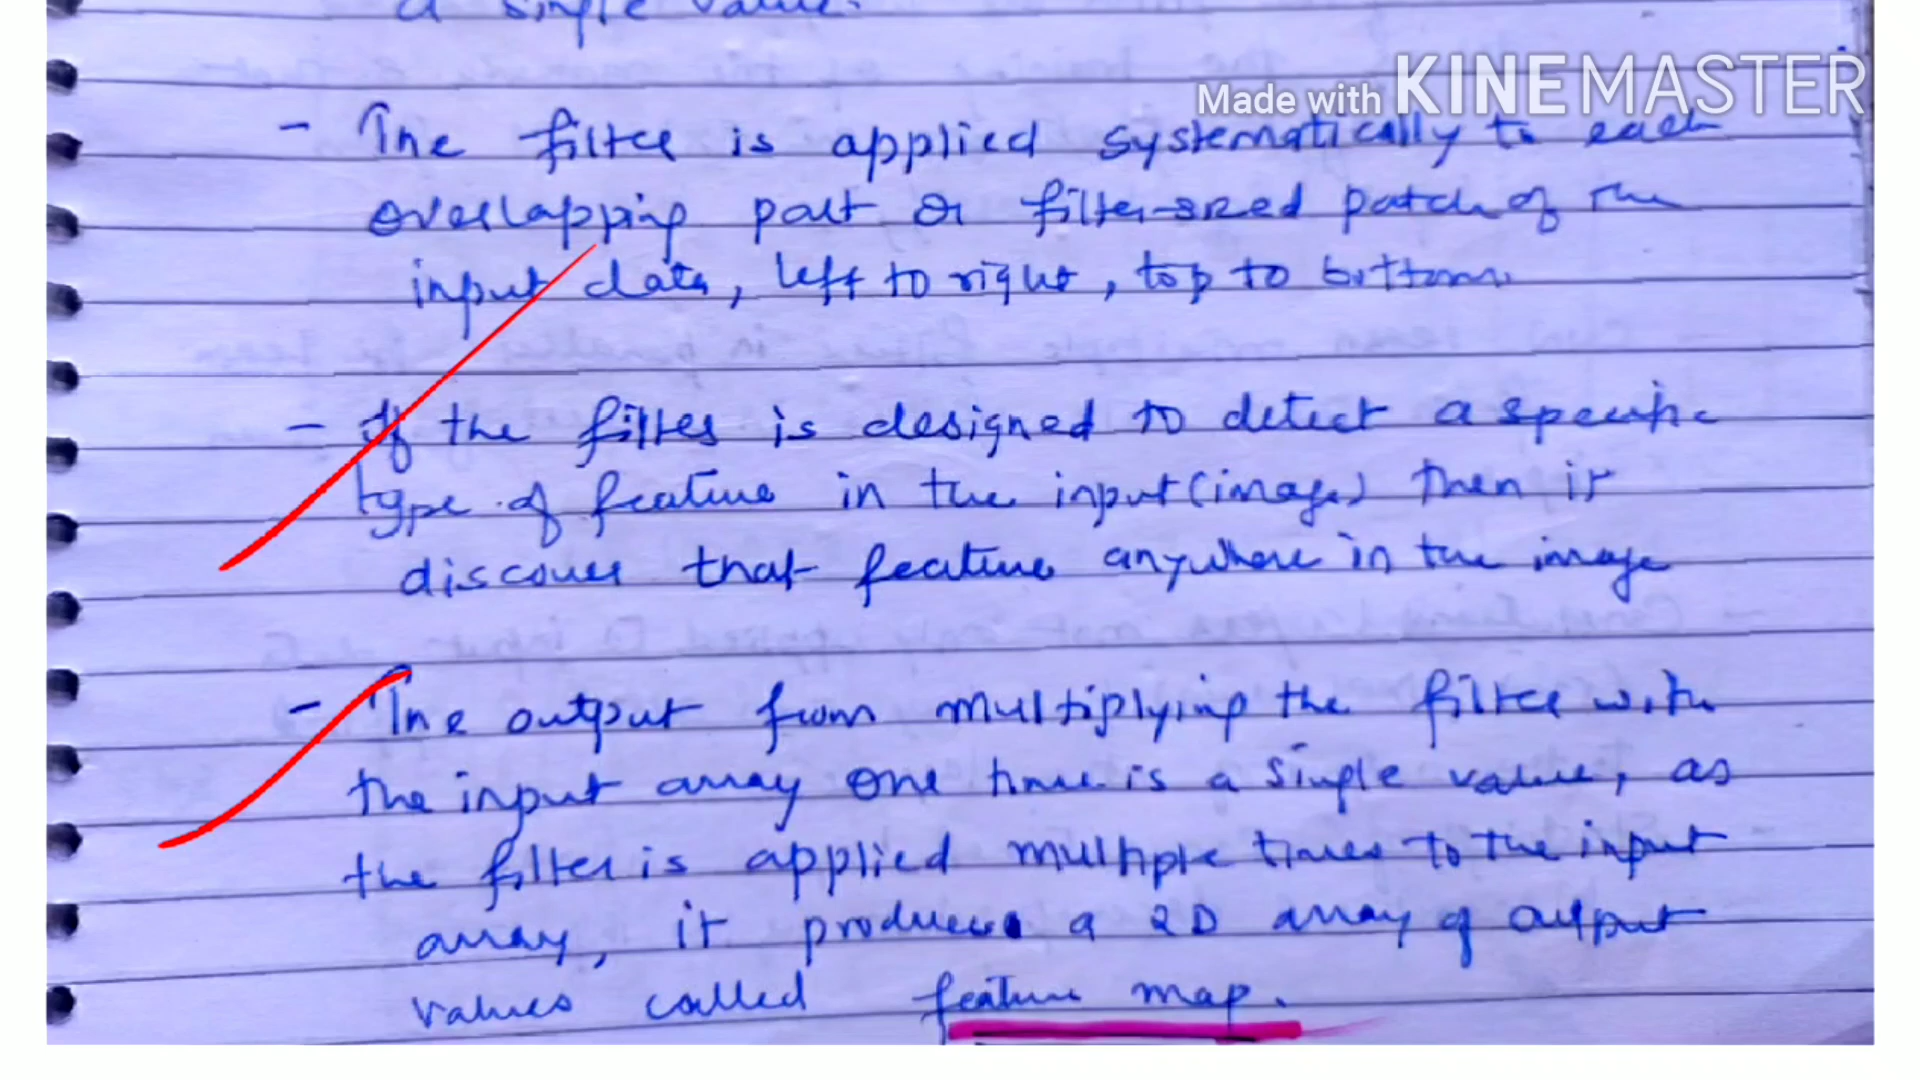 a single value.
Made with KINEMASTER
- The filter is applied systematically to each
overlapping part or filter-sized patch of the
input data, left to right, top to bottom.
- If the filter is designed to detect a specific
type of feature in the input (image) then it
discover that feature anywhere in the image
- The output from multiplying the filter with
the input array one time is a single value, as
the filter is applied multiple times to the input
array, it produces a 2D array of output
values called feature map.